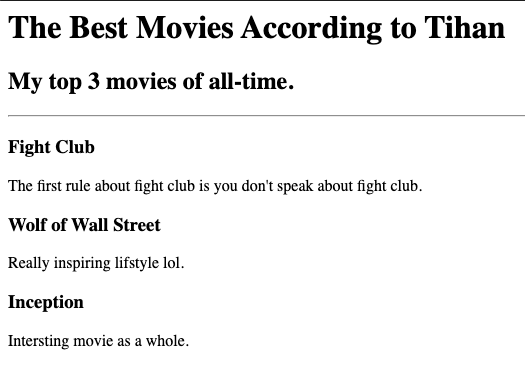 The Best Movies According to Tihan
My top 3 movies of all-time.
Fight Club
The first rule about fight club is you don't speak about fight club.
Wolf of Wall Street
Really inspiring lifstyle lol.
Inception
Intersting movie as a whole.